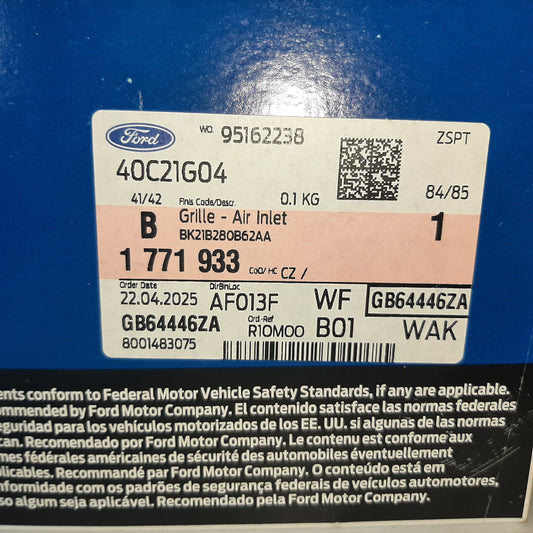 Ford WO. 95162238 ZSPT
40C21G04
41/42 Finis Code/Descr. 0.1 KG 84/85
B Grille - Air Inlet 1
BK21B280B62AA
1 771 933 CoO/ HC CZ /
Order Date DirBinLoc
22.04.2025 AF013F WF GB64446ZA
GB64446ZA Ord.-Ref R10M00 B01 WAK
8001483075
ents conform to Federal Motor Vehicle Safety Standards, if any are applicable.
ommended by Ford Motor Company. El contenido satisface las normas federales
eguridad para los vehículos motorizados de los EE. UU. si algunas de las normas
can. Recomendado por Ford Motor Company. Le contenu est conforme aux
mes fédérales américaines de sécurité des automobiles éventuellement
plicables. Recommandé par Ford Motor Company. O conteúdo está em
nformidade com os padrões de segurança federais de veículos automotores,
so algum seja aplicável. Recomendado pela Ford Motor Company.